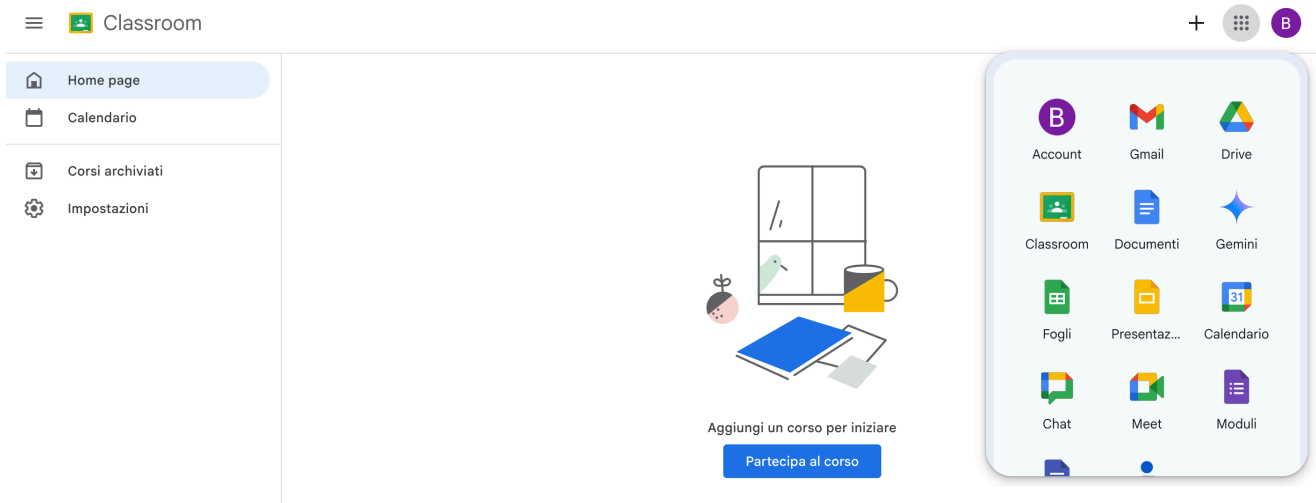 Classroom
B
Home page
Calendario
Corsi archiviati
Impostazioni
Aggiungi un corso per iniziare
Partecipa al corso
B
Account
Gmail
Drive
Classroom
Documenti
Gemini
Fogli
Presentaz...
31
Calendario
Chat
Meet
Moduli